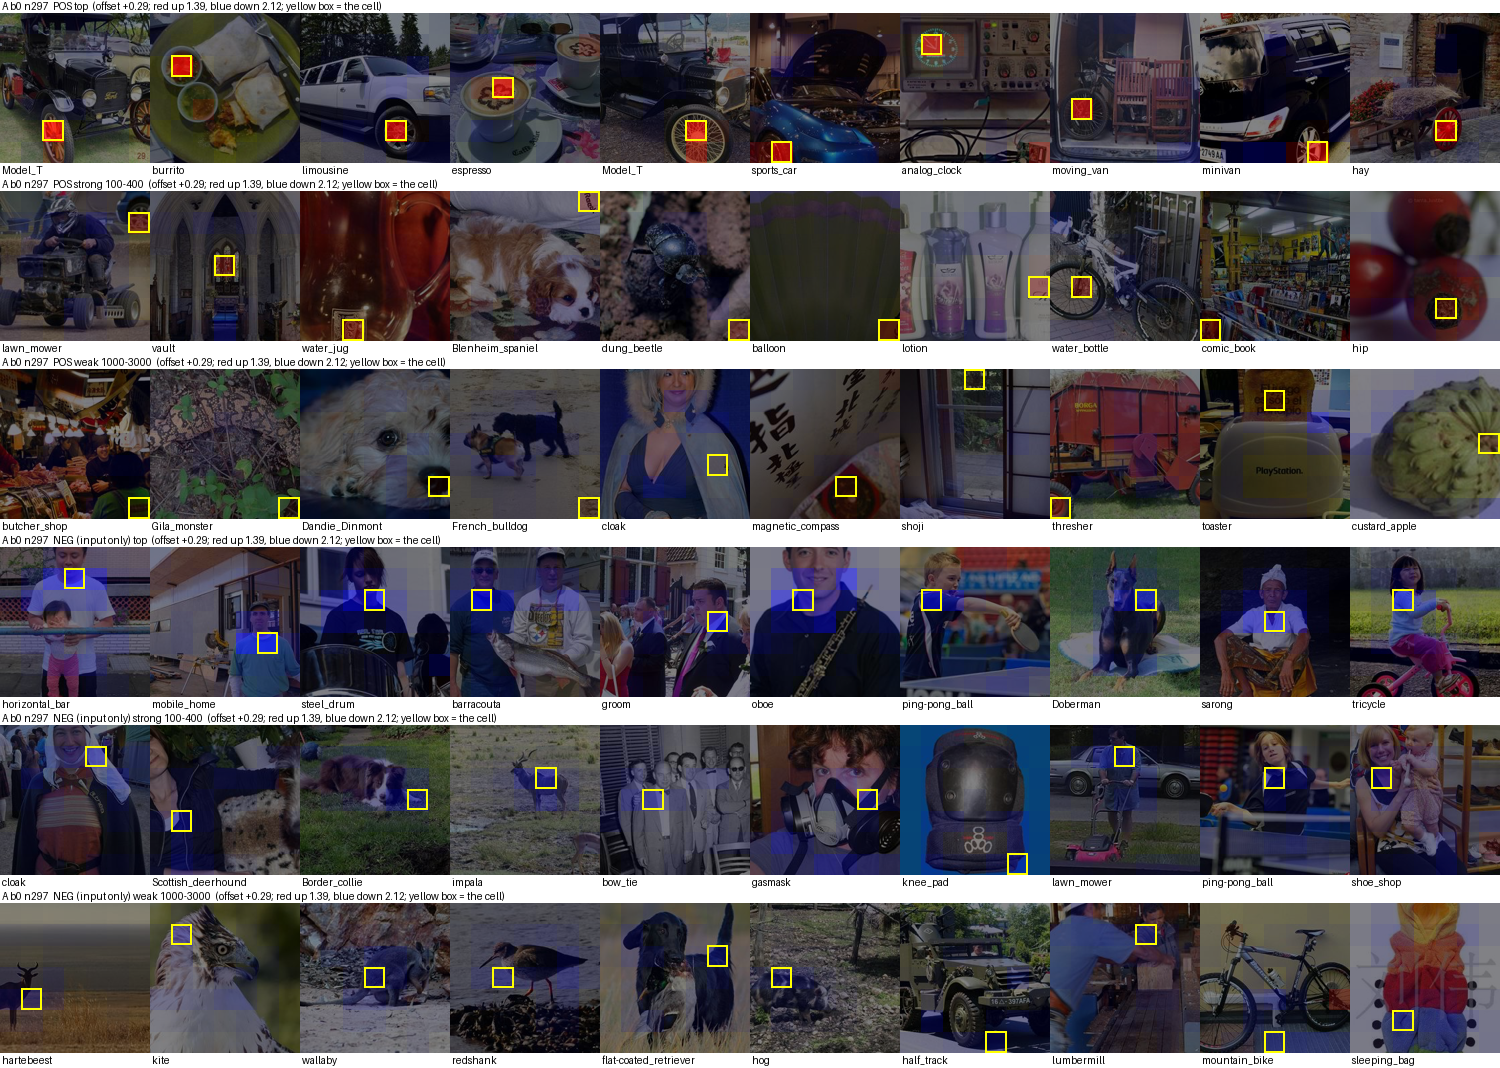 A b0 n297 POS top (offset +0.29; red up 1.39, blue down 2.12; yellow box = the cell)
Model_T burrito limousine espresso Model_T sports_car analog_clock moving_van minivan hay
A b0 n297 POS strong 100-400 (offset +0.29; red up 1.39, blue down 2.12; yellow box = the cell)
lawn_mower vault water_jug Blenheim_spaniel dung_beetle balloon lotion water_bottle comic_book hip
A b0 n297 POS weak 1000-3000 (offset +0.29; red up 1.39, blue down 2.12; yellow box = the cell)
PlayStation.
butcher_shop Gila_monster Dandie_Dinmont French_bulldog cloak magnetic_compass shoji thresher toaster custard_apple
A b0 n297 NEG (input only) top (offset +0.29; red up 1.39, blue down 2.12; yellow box = the cell)
horizontal_bar mobile_home steel_drum barracouta groom oboe ping-pong_ball Doberman sarong tricycle
A b0 n297 NEG (input only) strong 100-400 (offset +0.29; red up 1.39, blue down 2.12; yellow box = the cell)
cloak Scottish_deerhound Border_collie impala bow_tie gasmask knee_pad lawn_mower ping-pong_ball shoe_shop
A b0 n297 NEG (input only) weak 1000-3000 (offset +0.29; red up 1.39, blue down 2.12; yellow box = the cell)
hartebeest kite wallaby redshank flat-coated_retriever hog half_track lumbermill mountain_bike sleeping_bag